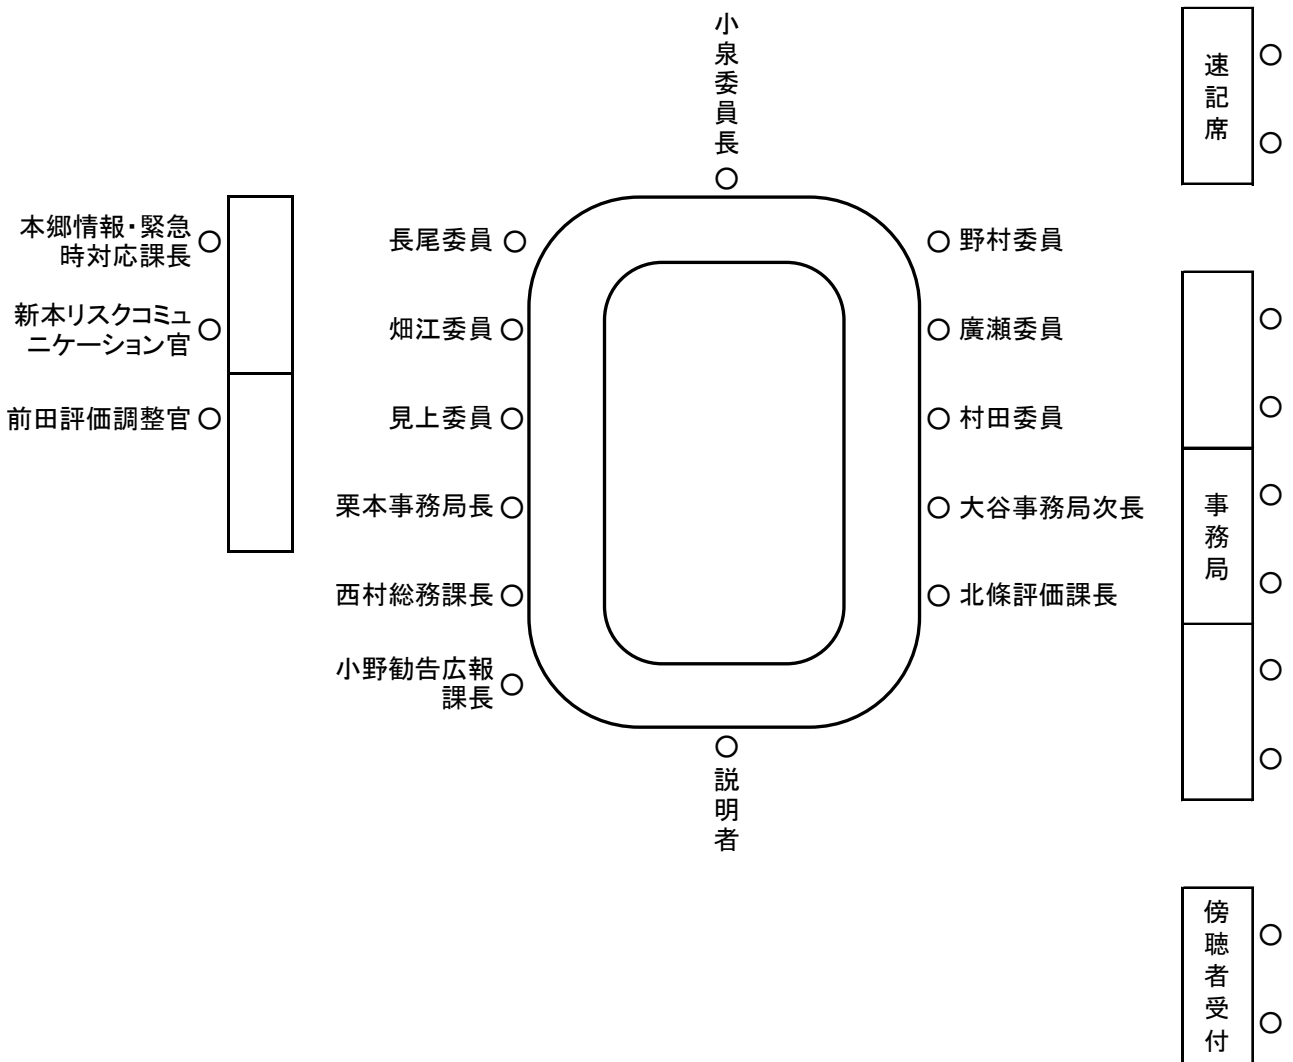 小泉委員長
速記席
本郷情報・緊急
時対応課長
長尾委員
野村委員
新本リスクコミュ
ニケーション官
畑江委員
廣瀬委員
前田評価調整官
見上委員
村田委員
栗本事務局長
大谷事務局次長
事務局
西村総務課長
北條評価課長
小野勧告広報
課長
説明者
傍聴者受付